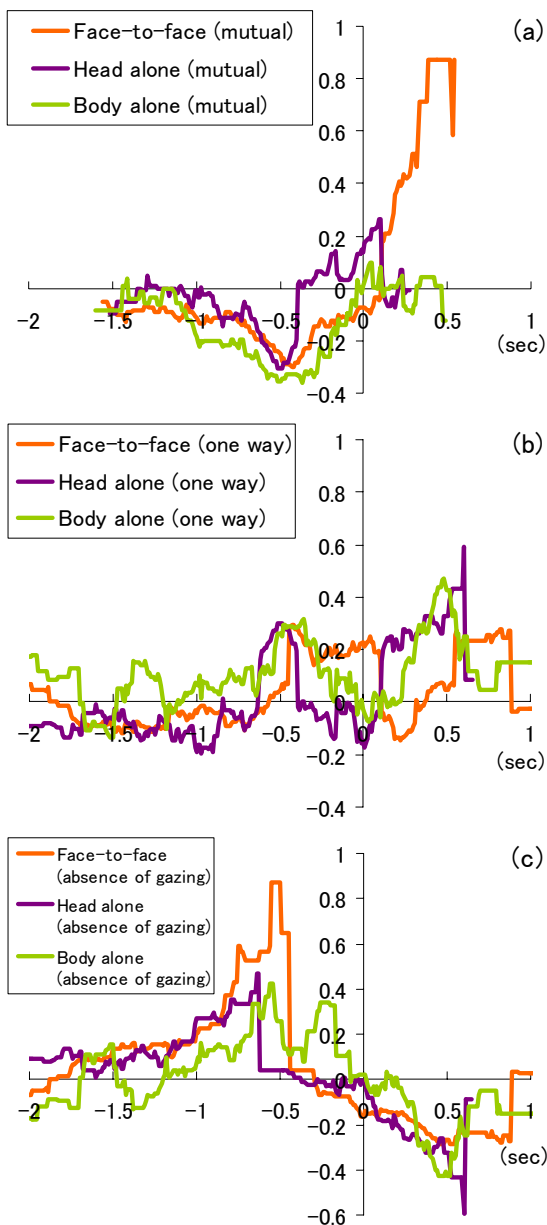 Face-to-face (mutual)
Head alone (mutual)
Body alone (mutual)
(a)
1
0.8
0.6
0.4
0.2
0
-2
-1.5
-1
-0.5
0
0.5
1
(sec)
-0.2
-0.4
Face-to-face (one way)
Head alone (one way)
Body alone (one way)
(b)
1
0.8
0.6
0.4
0.2
0
-2
-1.5
-1
-0.5
0
0.5
1
(sec)
-0.2
-0.4
Face-to-face
(absence of gazing)
Head alone
(absence of gazing)
Body alone
(absence of gazing)
(c)
1
0.8
0.6
0.4
0.2
0
-2
-1.5
-1
-0.5
0
0.5
1
(sec)
-0.2
-0.4
-0.6